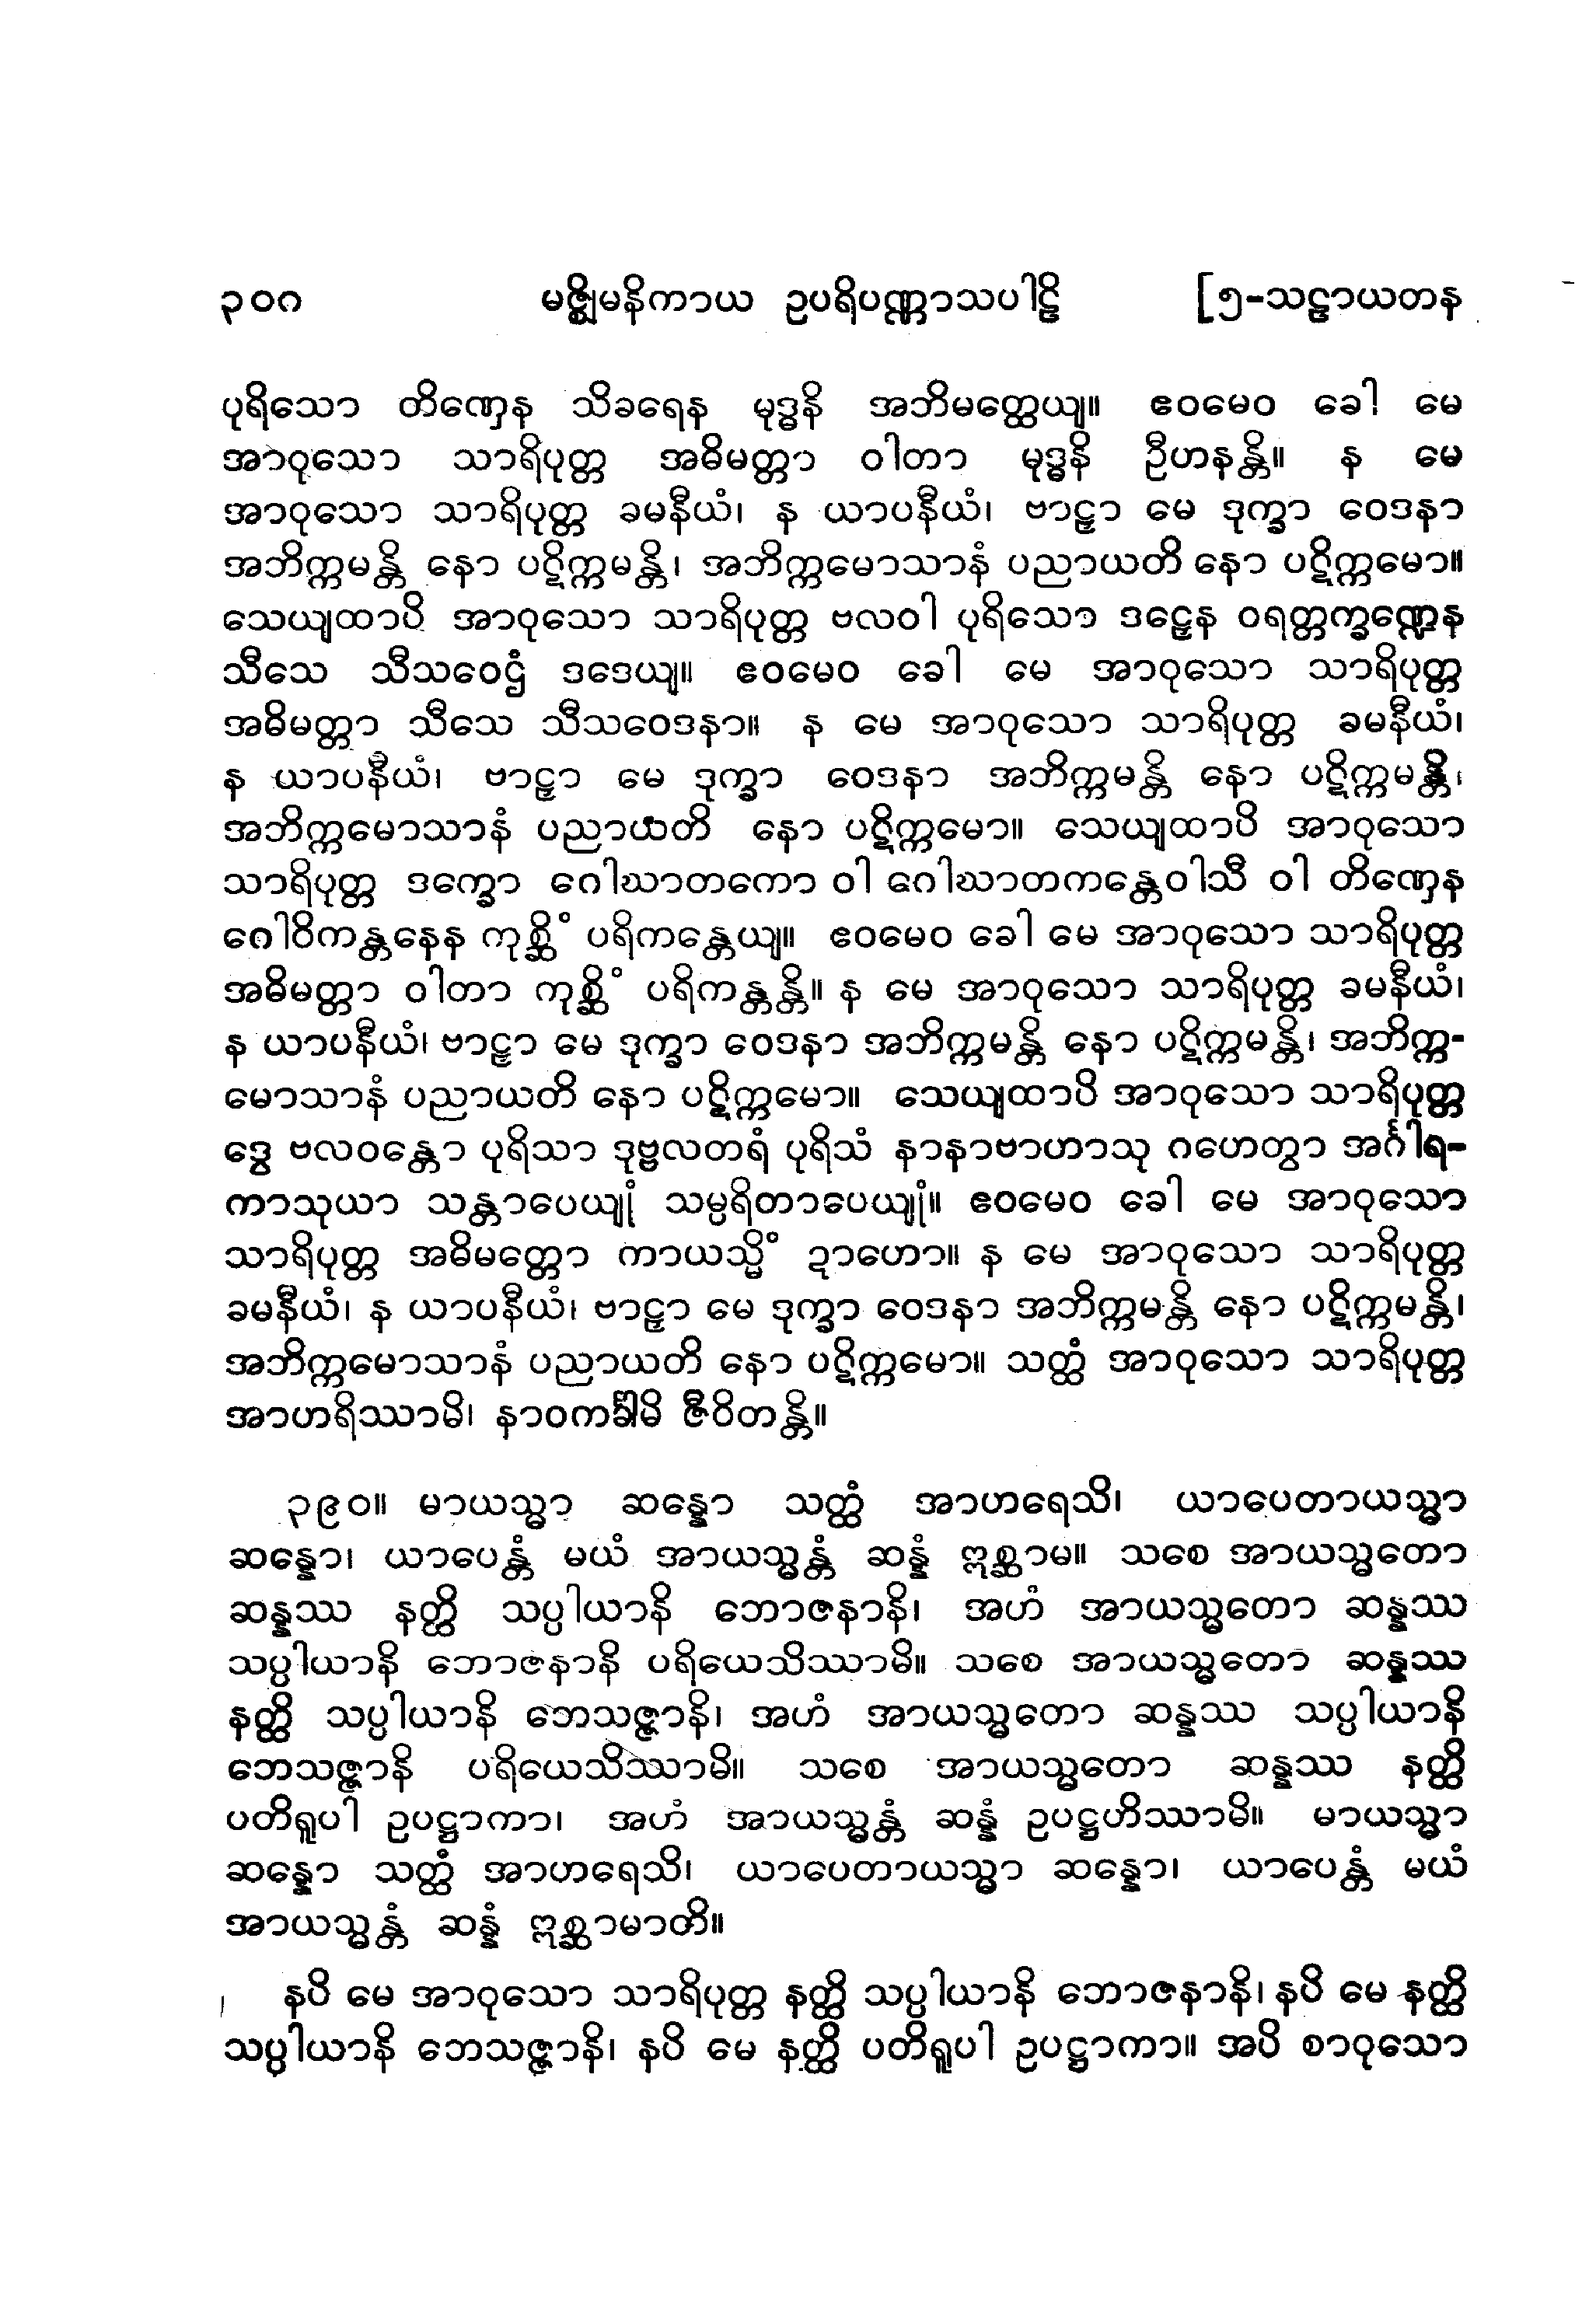 ၃၀ဂ မဇ္ဈိမနိကာယ ဥပရိပဏ္ဏာသပါဠိ [၅-သဠာယတန
ပုရိသော တိဏှေန သိခရေန မုဒ္ဓနိ အဘိမတ္ထေယျ။ ဧဝမေဝ ခေါ မေ
အာဝုသော သာရိပုတ္တ အဓိမတ္တာ ဝါတာ မုဒ္ဓနိ ဦဟနန္တိ။ န မေ
အာဝုသော သာရိပုတ္တ ခမနီယံ၊ န ယာပနီယံ၊ ဗာဠှာ မေ ဒုက္ခာ ဝေဒနာ
အဘိက္ကမန္တိ နော ပဋိက္ကမန္တိ၊ အဘိက္ကမောသာနံ ပညာယတိ နော ပဋိက္ကမော။
သေယျထာပိ အာဝုသော သာရိပုတ္တ ဗလဝါ ပုရိသော ဒဠှေန ဝရတ္တက္ခဏ္ဍေန
သီသေ သီသဝေဌံ ဒဒေယျ။ ဧဝမေဝ ခေါ မေ အာဝုသော သာရိပုတ္တ
အဓိမတ္တာ သီသေ သီသဝေဒနာ။ န မေ အာဝုသော သာရိပုတ္တ ခမနီယံ၊
န ယာပနီယံ၊ ဗာဠှာ မေ ဒုက္ခာ ဝေဒနာ အဘိက္ကမန္တိ နော ပဋိက္ကမန္တိ၊
အဘိက္ကမောသာနံ ပညာယတိ နော ပဋိက္ကမော။ သေယျထာပိ အာဝုသော
သာရိပုတ္တ ဒက္ခော ဂေါဃာတကော ဝါ ဂေါဃာတကန္တေဝါသီ ဝါ တိဏှေန
ဂေါဝိကန္တနေန ကုစ္ဆိံ ပရိကန္တေယျ။ ဧဝမေဝ ခေါ မေ အာဝုသော သာရိပုတ္တ
အဓိမတ္တာ ဝါတာ ကုစ္ဆိံ ပရိကန္တန္တိ။ န မေ အာဝုသော သာရိပုတ္တ ခမနီယံ၊
န ယာပနီယံ၊ ဗာဠှာ မေ ဒုက္ခာ ဝေဒနာ အဘိက္ကမန္တိ နော ပဋိက္ကမန္တိ၊ အဘိက္က-
မောသာနံ ပညာယတိ နော ပဋိက္ကမော။ သေယျထာပိ အာဝုသော သာရိပုတ္တ
ဒွေ ဗလဝန္တော ပုရိသာ ဒုဗ္ဗလတရံ ပုရိသံ နာနာဗာဟာသု ဂဟေတွာ အင်္ဂါရ-
ကာသုယာ သန္တာပေယျုံ သမ္ပရိတာပေယျုံ။ ဧဝမေဝ ခေါ မေ အာဝုသော
သာရိပုတ္တ အဓိမတ္တော ကာယသ္မိံ ဍာဟော။ န မေ အာဝုသော သာရိပုတ္တ
ခမနီယံ၊ န ယာပနီယံ၊ ဗာဠှာ မေ ဒုက္ခာ ဝေဒနာ အဘိက္ကမန္တိ နော ပဋိက္ကမန္တိ၊
အဘိက္ကမောသာနံ ပညာယတိ နော ပဋိက္ကမော။ သတ္ထံ အာဝုသော သာရိပုတ္တ
အာဟရိဿာမိ၊ နာဝကင်္ခါမိ ဇီဝိတန္တိ။
၃၉၀။ မာယသ္မာ ဆန္နော သတ္ထံ အာဟရေသိ၊ ယာပေတာယသ္မာ
ဆန္နော၊ ယာပေန္တံ မယံ အာယသ္မန္တံ ဆန္နံ ဣစ္ဆာမ။ သစေ အာယသ္မတော
ဆန္နဿ နတ္ထိ သပ္ပါယာနိ ဘောဇနာနိ၊ အဟံ အာယသ္မတော ဆန္နဿ
သပ္ပါယာနိ ဘောဇနာနိ ပရိယေသိဿာမိ။ သစေ အာယသ္မတော ဆန္နဿ
နတ္ထိ သပ္ပါယာနိ ဘေသဇ္ဇာနိ၊ အဟံ အာယသ္မတော ဆန္နဿ သပ္ပါယာနိ
ဘေသဇ္ဇာနိ ပရိယေသိဿာမိ။ သစေ အာယသ္မတော ဆန္နဿ နတ္ထိ
ပတိရူပါ ဥပဋ္ဌာကာ၊ အဟံ အာယသ္မန္တံ ဆန္နံ ဥပဋ္ဌဟိဿာမိ။ မာယသ္မာ
ဆန္နော သတ္ထံ အာဟရေသိ၊ ယာပေတာယသ္မာ ဆန္နော၊ ယာပေန္တံ မယံ
အာယသ္မန္တံ ဆန္နံ ဣစ္ဆာမာတိ။
နပိ မေ အာဝုသော သာရိပုတ္တ နတ္ထိ သပ္ပါယာနိ ဘောဇနာနိ၊ နပိ မေ နတ္ထိ
သပ္ပါယာနိ ဘေသဇ္ဇာနိ၊ နပိ မေ နတ္ထိ ပတိရူပါ ဥပဋ္ဌာကာ။ အပိ စာဝုသော